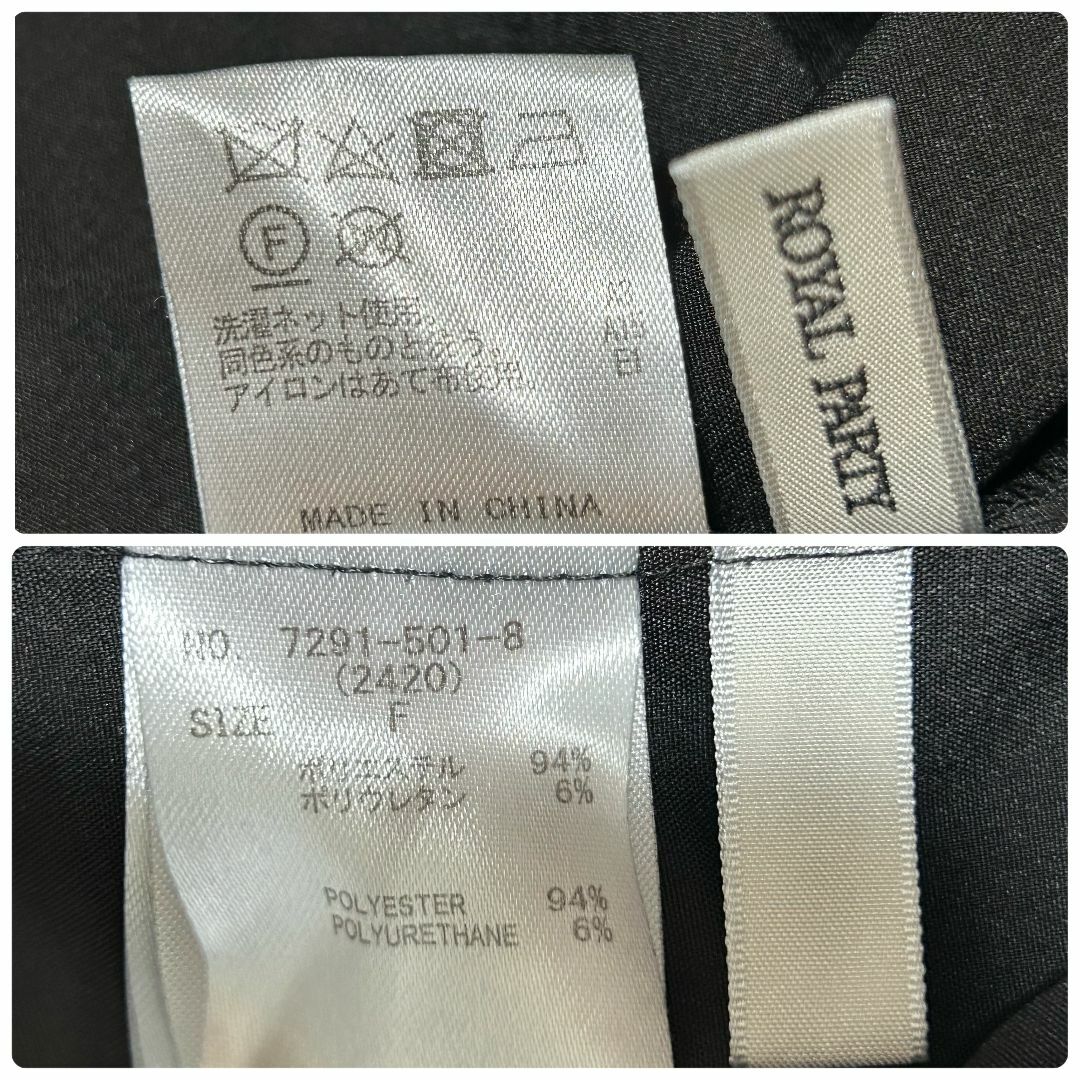 F
洗濯ネット使用。
同色系のものとあらう。
アイロンはあて布使用。
MADE IN CHINA
ROYAL PARTY
NO. 7291-501-8
(2420)
SIZE F
ポリエステル 94%
ポリウレタン 6%
POLYESTER 94%
POLYURETHANE 6%